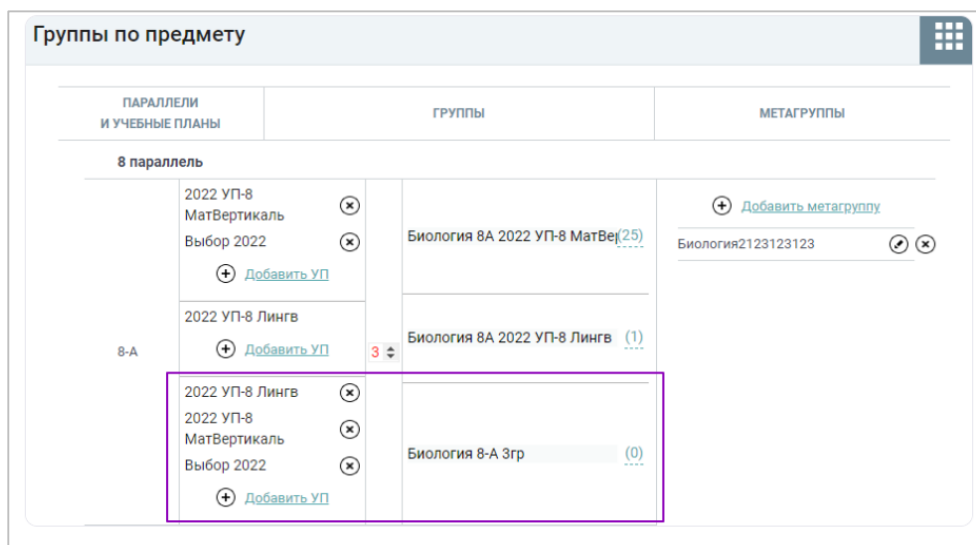 Группы по предмету
ПАРАЛЛЕЛИ
И УЧЕБНЫЕ ПЛАНЫ
ГРУППЫ
МЕТАГРУППЫ
8 параллель
8-А
2022 УП-8
МатВертикаль
Выбор 2022
Добавить УП
2022 УП-8 Лингв
Добавить УП
2022 УП-8 Лингв
2022 УП-8
МатВертикаль
Выбор 2022
Добавить УП
3
Биология 8А 2022 УП-8 МатВер(25)
Биология 8А 2022 УП-8 Лингв (1)
Биология 8-А 3гр (0)
Добавить метагруппу
Биология2123123123